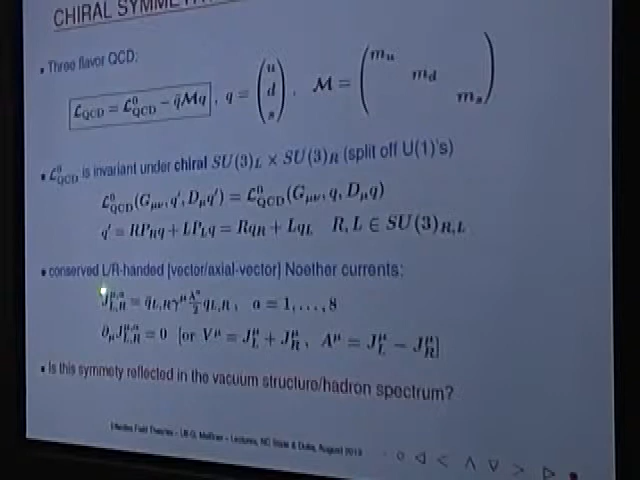 CHIRAL SYMMET
• Three flavor QCD:
ℒ_QCD = ℒ⁰_QCD − q̄ℳq , q = (u d s) , ℳ = (m_u m_d m_s)
• ℒ⁰_QCD is invariant under chiral SU(3)_L × SU(3)_R (split off U(1)'s)
ℒ⁰_QCD(G_μν, q′, D_μq′) = ℒ⁰_QCD(G_μν, q, D_μq)
q′ = RP_Rq + LP_Lq = Rq_R + Lq_L R, L ∈ SU(3)_R,L
• conserved L/R-handed [vector/axial-vector] Noether currents:
J^μ,a_L,R = q̄_L,R γ^μ λ^a/2 q_L,R , a = 1, . . . , 8
∂_μJ^μ,a_L,R = 0 [or V^μ = J^μ_L + J^μ_R , A^μ = J^μ_L − J^μ_R]
• Is this symmety reflected in the vacuum structure/hadron spectrum?
Effective Field Theories – Ulf-G. Meißner – Lectures, NC State & Duke, August 2013